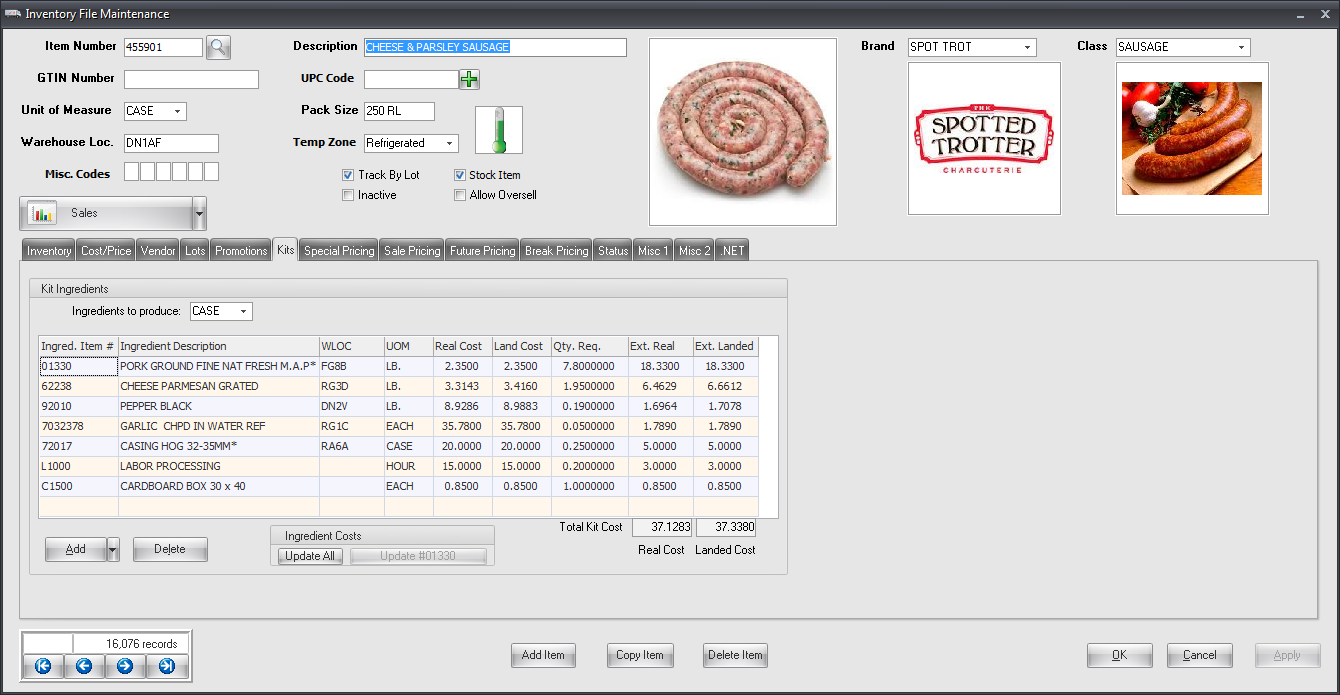 Inventory File Maintenance
Item Number 455901 Description CHEESE & PARSLEY SAUSAGE Brand SPOT TROT Class SAUSAGE
GTIN Number UPC Code
Unit of Measure CASE Pack Size 250 RL
Warehouse Loc. DN1AF Temp Zone Refrigerated
Misc. Codes Track By Lot Stock Item
Inactive Allow Oversell
THE
SPOTTED
TROTTER
CHARCUTERIE
Sales
Inventory Cost/Price Vendor Lots Promotions Kits Special Pricing Sale Pricing Future Pricing Break Pricing Status Misc 1 Misc 2 .NET
Kit Ingredients
Ingredients to produce: CASE
Ingred. Item # Ingredient Description WLOC UOM Real Cost Land Cost Qty. Req. Ext. Real Ext. Landed
01330 PORK GROUND FINE NAT FRESH M.A.P* FG8B LB. 2.3500 2.3500 7.8000000 18.3300 18.3300
62238 CHEESE PARMESAN GRATED RG3D LB. 3.3143 3.4160 1.9500000 6.4629 6.6612
92010 PEPPER BLACK DN2V LB. 8.9286 8.9883 0.1900000 1.6964 1.7078
7032378 GARLIC CHPD IN WATER REF RG1C EACH 35.7800 35.7800 0.0500000 1.7890 1.7890
72017 CASING HOG 32-35MM* RA6A CASE 20.0000 20.0000 0.2500000 5.0000 5.0000
L1000 LABOR PROCESSING HOUR 15.0000 15.0000 0.2000000 3.0000 3.0000
C1500 CARDBOARD BOX 30 x 40 EACH 0.8500 0.8500 1.0000000 0.8500 0.8500
Total Kit Cost 37.1283 37.3380
Real Cost Landed Cost
Add Delete
Ingredient Costs
Update All Update #01330
16,076 records
Add Item Copy Item Delete Item OK Cancel Apply